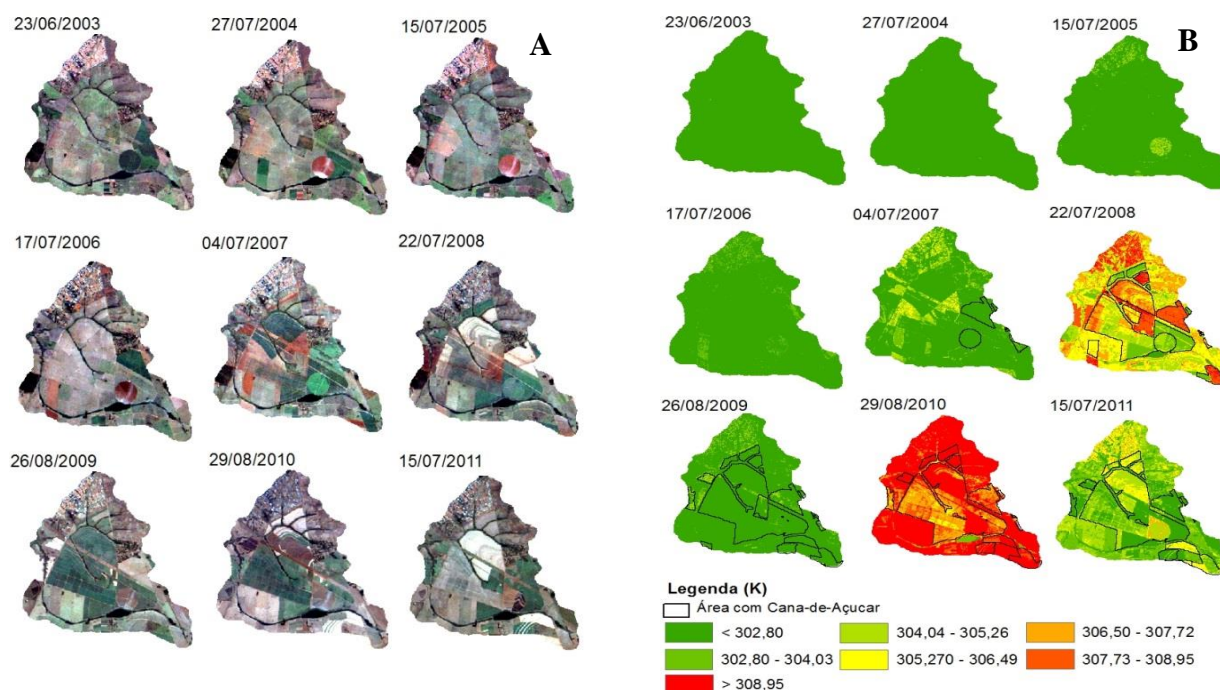 23/06/2003
27/07/2004
15/07/2005
A
17/07/2006
04/07/2007
22/07/2008
26/08/2009
29/08/2010
15/07/2011
23/06/2003
27/07/2004
15/07/2005
B
17/07/2006
04/07/2007
22/07/2008
26/08/2009
29/08/2010
15/07/2011
Legenda (K)
Área com Cana-de-Açucar
< 302,80
304,04 - 305,26
306,50 - 307,72
302,80 - 304,03
305,270 - 306,49
307,73 - 308,95
> 308,95